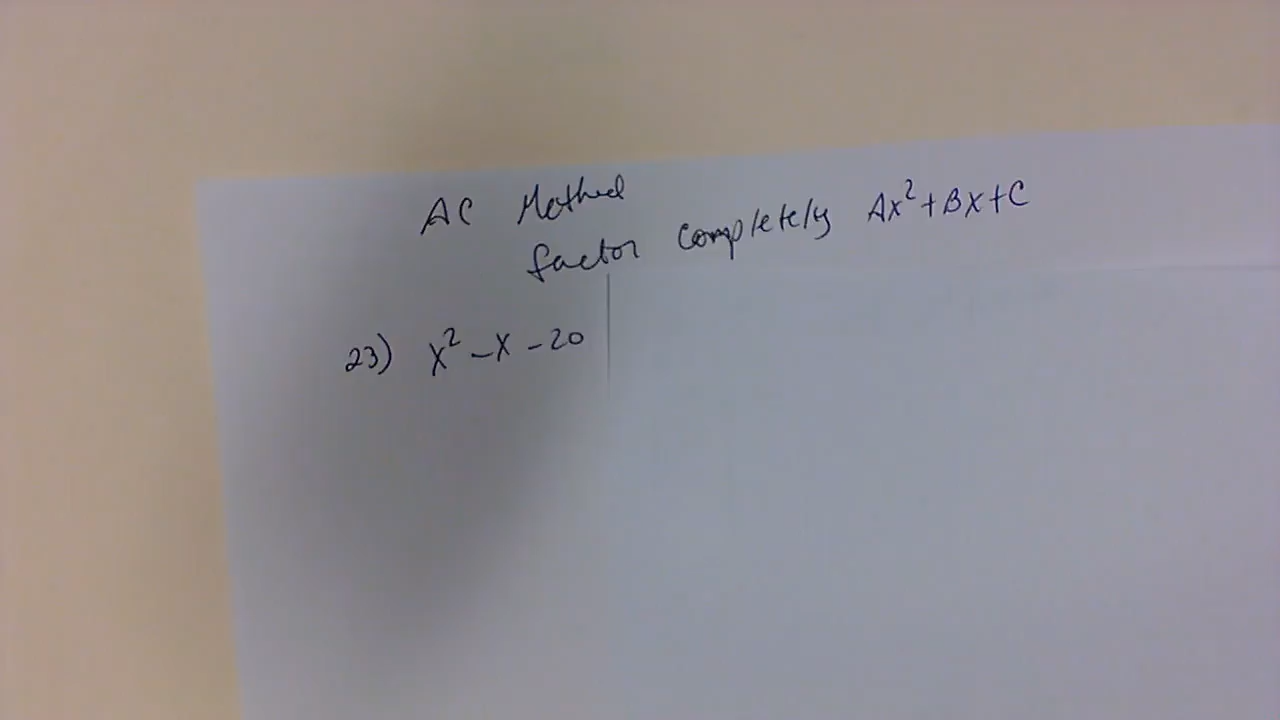 AC Method
factor completely Ax²+Bx+C
23) x² -x -20